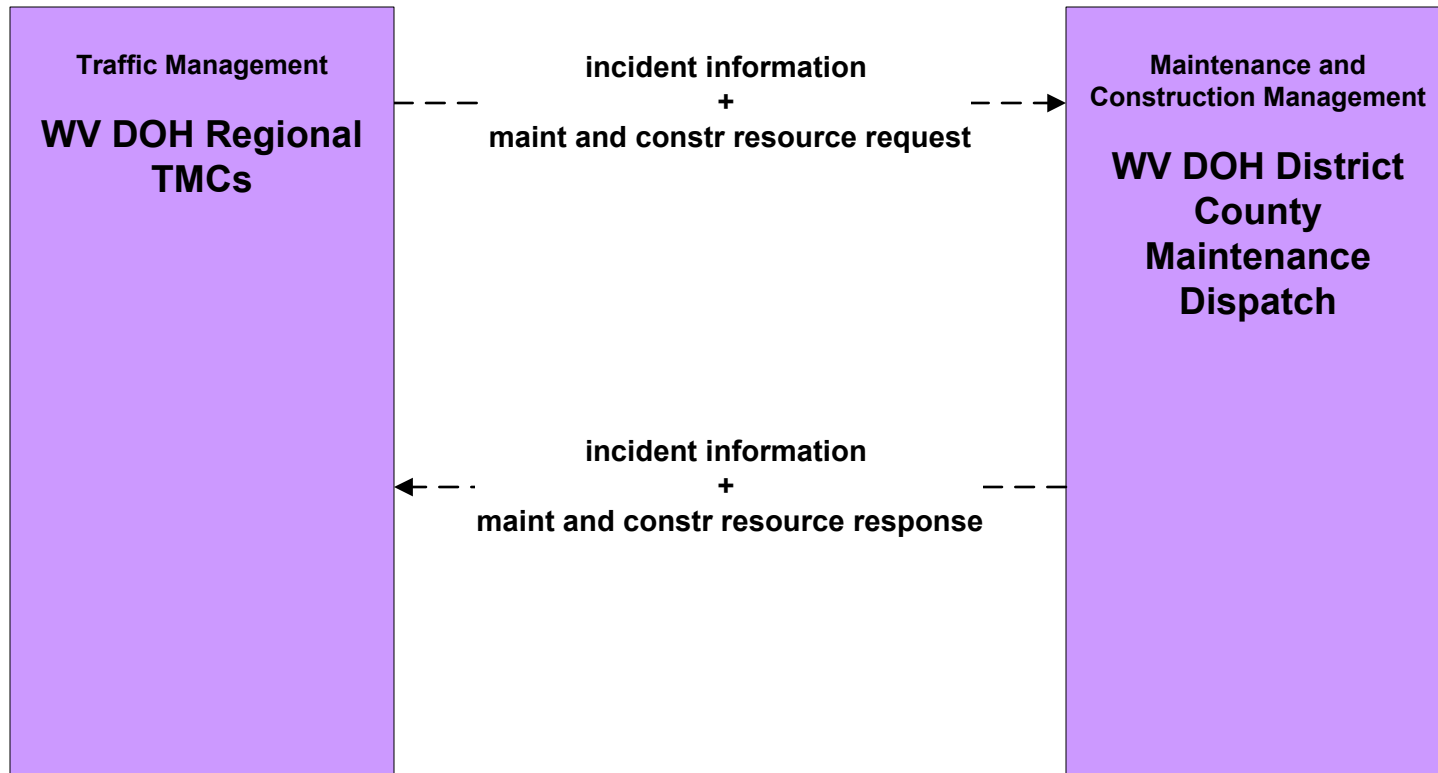 Traffic Management
WV DOH Regional
TMCs
incident information
+
maint and constr resource request
Maintenance and
Construction Management
WV DOH District
County
Maintenance
Dispatch
incident information
+
maint and constr resource response